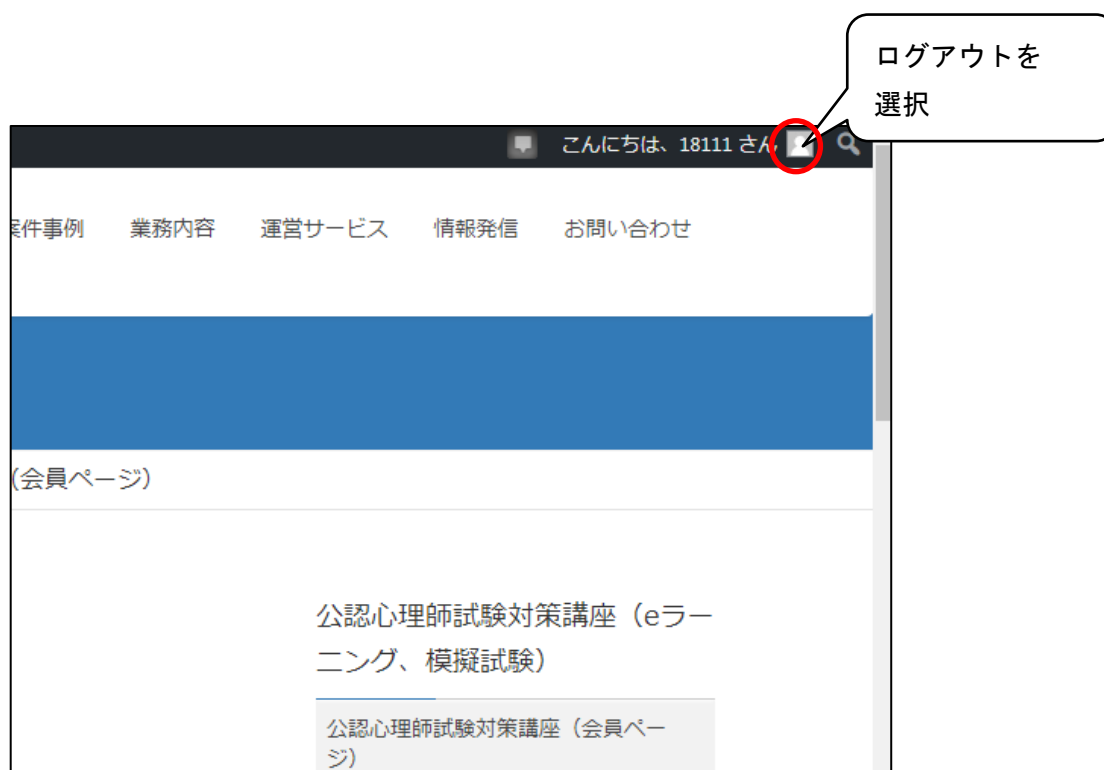 ログアウトを
選択
こんにちは、18111 さん
案件事例 業務内容 運営サービス 情報発信 お問い合わせ
（会員ページ）
公認心理師試験対策講座（eラー
ニング、模擬試験）
公認心理師試験対策講座（会員ペー
ジ）